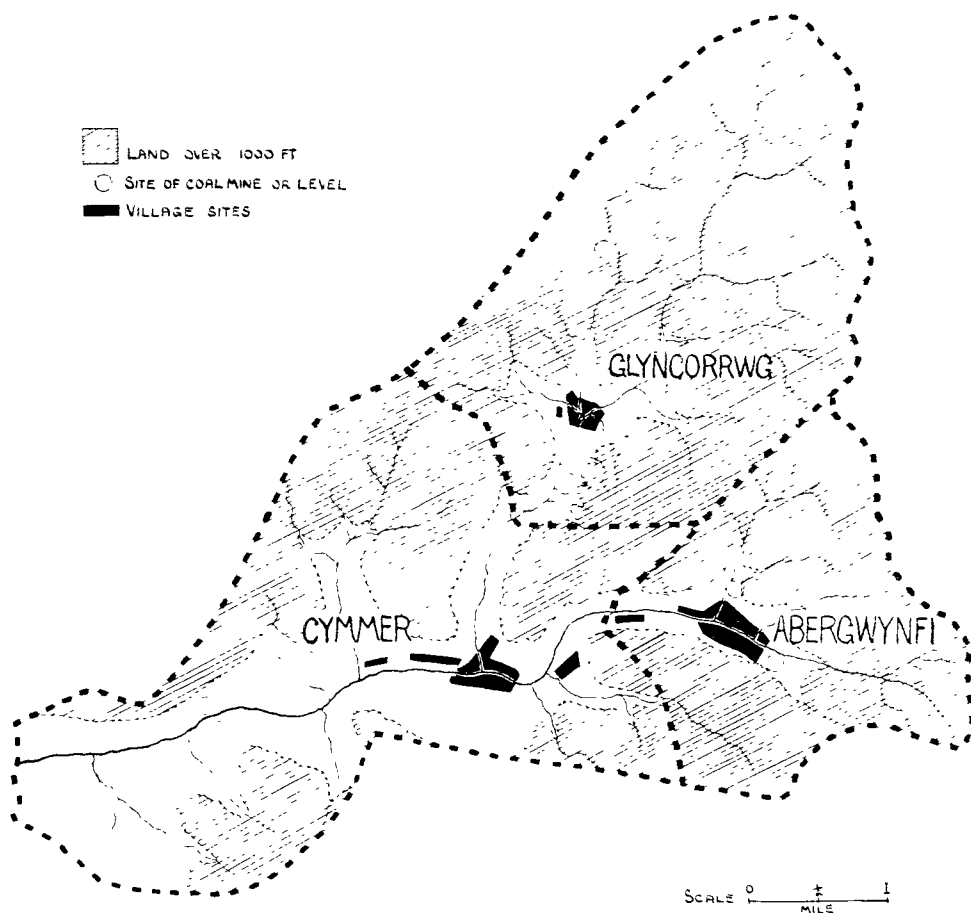 LAND OVER 1000 FT
SITE OF COAL MINE OR LEVEL
VILLAGE SITES
GLYNCORRWG
CYMMER
ABERGWYNFI
SCALE 0 ½ 1
MILE